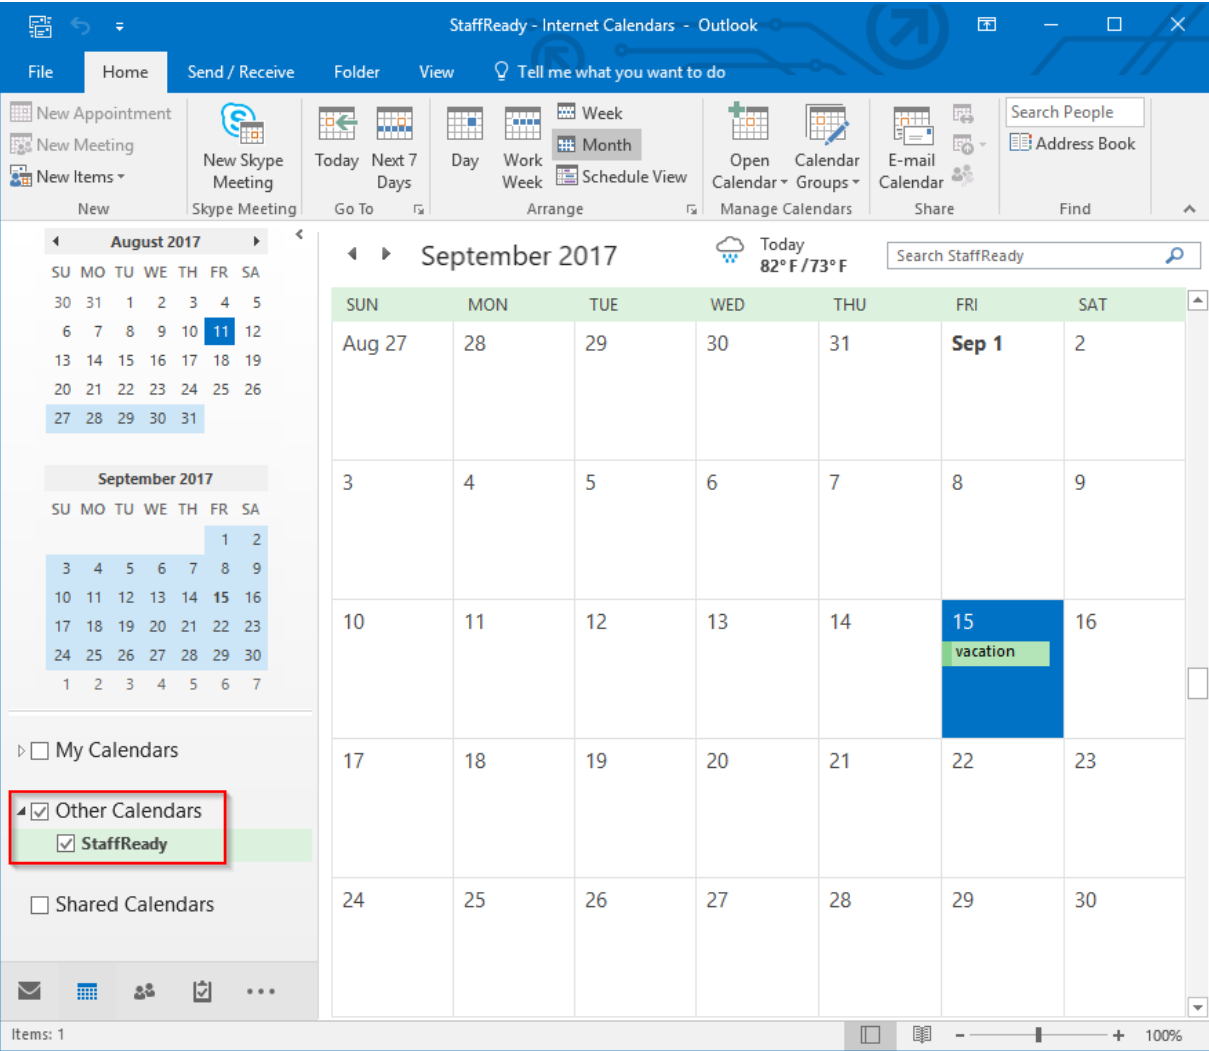 StaffReady - Internet Calendars - Outlook
File Home Send / Receive Folder View Tell me what you want to do
New Appointment
New Meeting
New Items
New
New Skype
Meeting
Skype Meeting
Today Next 7
Days
Go To
Day Work
Week
Week
Month
Schedule View
Arrange
Open
Calendar
Calendar
Groups
Manage Calendars
E-mail
Calendar
Share
Search People
Address Book
Find
August 2017
SU MO TU WE TH FR SA
30 31 1 2 3 4 5
6 7 8 9 10 11 12
13 14 15 16 17 18 19
20 21 22 23 24 25 26
27 28 29 30 31
September 2017
SU MO TU WE TH FR SA
1 2
3 4 5 6 7 8 9
10 11 12 13 14 15 16
17 18 19 20 21 22 23
24 25 26 27 28 29 30
1 2 3 4 5 6 7
My Calendars
Other Calendars
StaffReady
Shared Calendars
September 2017
Today
82° F / 73° F
Search StaffReady
SUN MON TUE WED THU FRI SAT
Aug 27 28 29 30 31 Sep 1 2
3 4 5 6 7 8 9
10 11 12 13 14 15 16
vacation
17 18 19 20 21 22 23
24 25 26 27 28 29 30
Items: 1
100%